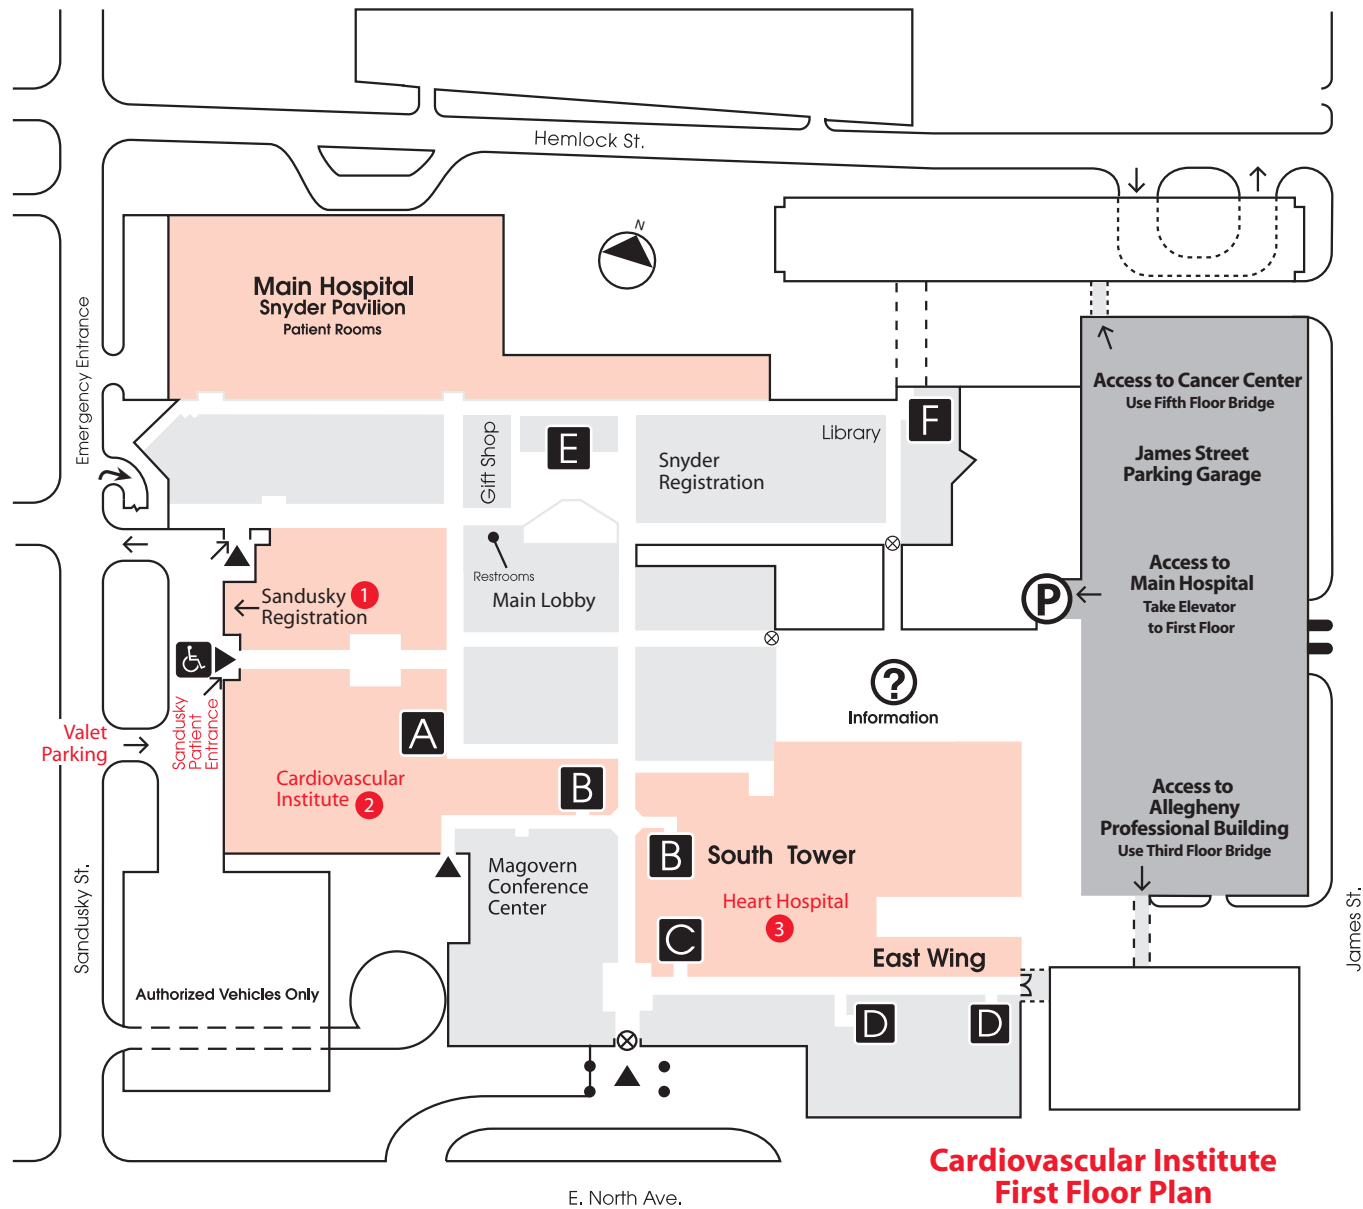 Hemlock St.
N
Main Hospital
Snyder Pavilion
Patient Rooms
Emergency Entrance
Access to Cancer Center
Use Fifth Floor Bridge
James Street
Parking Garage
Access to
Main Hospital
Take Elevator
to First Floor
P
Access to
Allegheny
Professional Building
Use Third Floor Bridge
Gift Shop
E
Library
F
Snyder
Registration
Restrooms
Main Lobby
Sandusky 1
Registration
Sandusky
Patient
Entrance
Valet
Parking
A
?
Information
Cardiovascular
Institute 2
B
B
South Tower
Magovern
Conference
Center
Heart Hospital
3
C
East Wing
D
D
Sandusky St.
James St.
Authorized Vehicles Only
E. North Ave.
Cardiovascular Institute
First Floor Plan